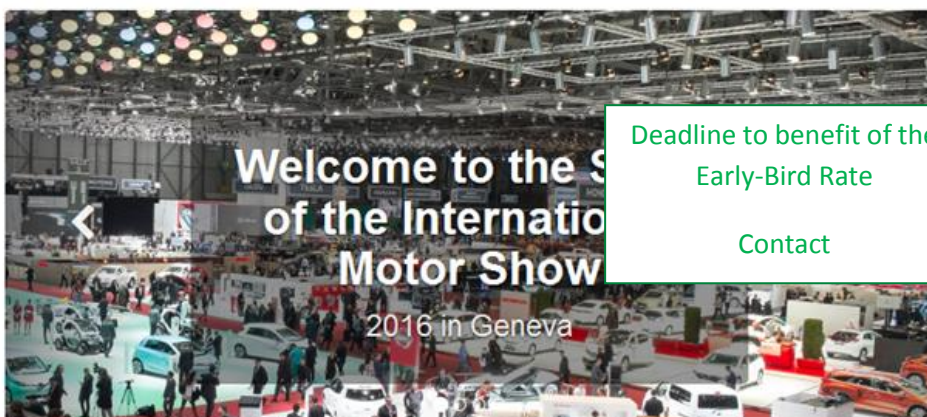 Welcome to the S
of the Internatio
Motor Show
2016 in Geneva
Deadline to benefit of the
Early-Bird Rate
Contact
TESLA